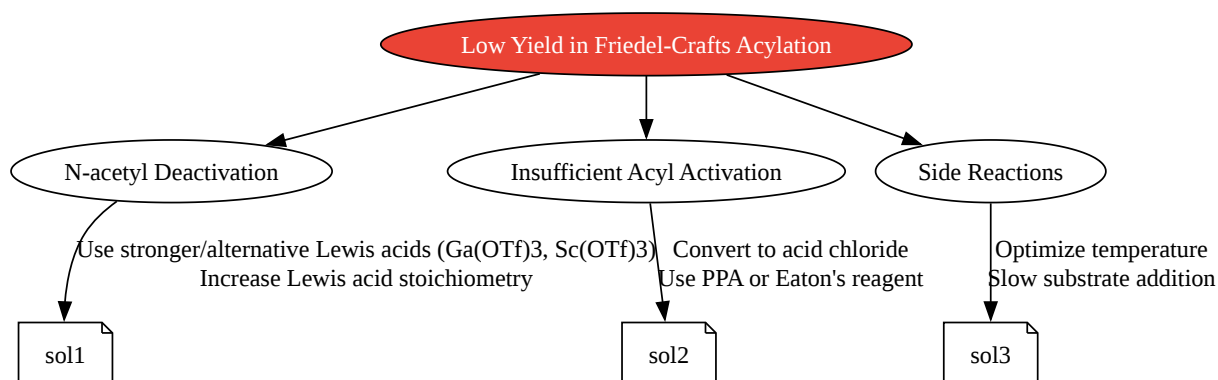 Low Yield in Friedel-Crafts Acylation
N-acetyl Deactivation
Insufficient Acyl Activation
Side Reactions
Use stronger/alternative Lewis acids (Ga(OTf)3, Sc(OTf)3)
Increase Lewis acid stoichiometry
Convert to acid chloride
Use PPA or Eaton's reagent
Optimize temperature
Slow substrate addition
sol1
sol2
sol3